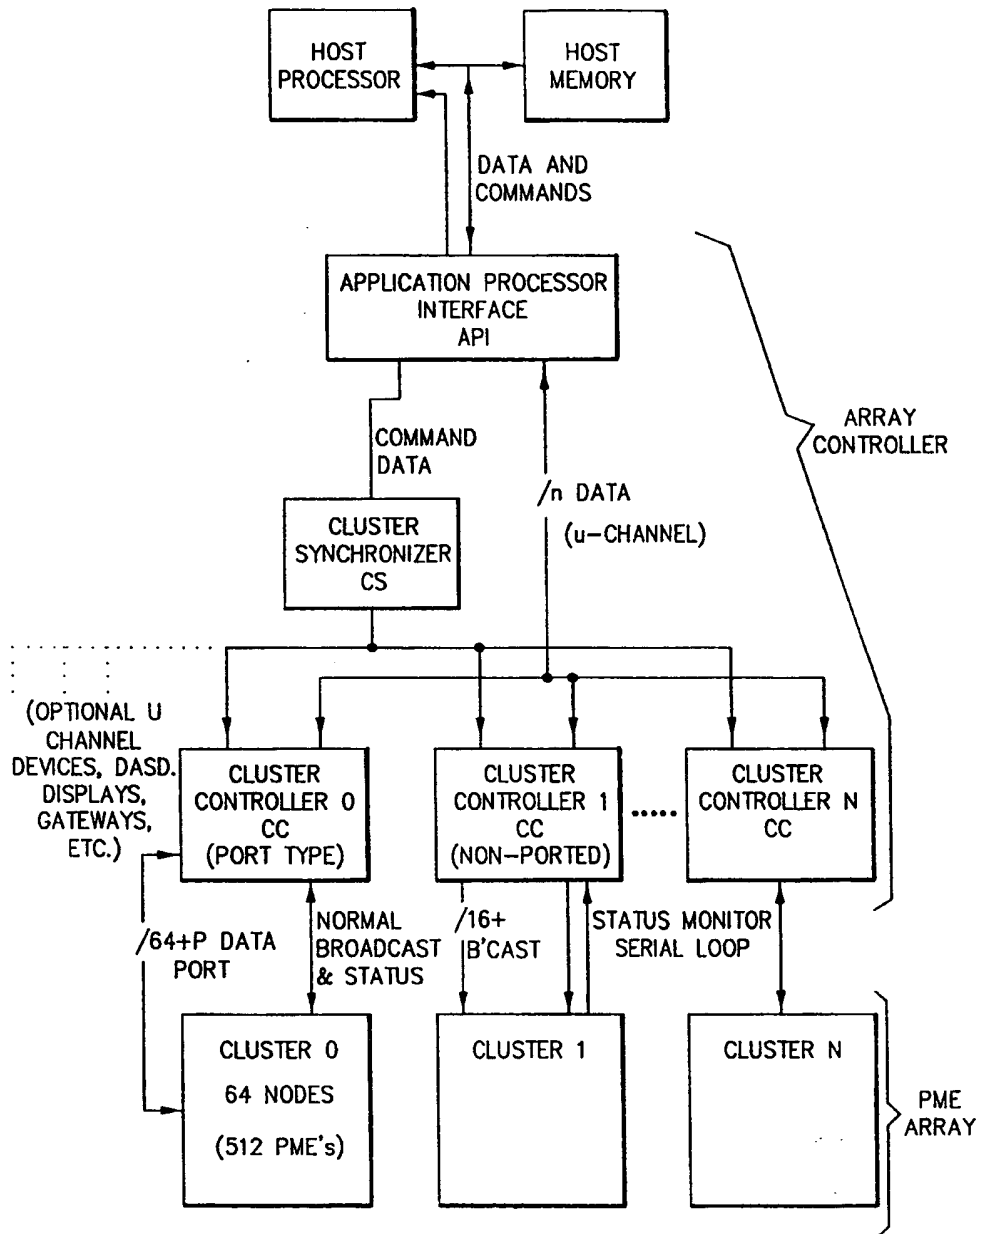 HOST
PROCESSOR
HOST
MEMORY
DATA AND
COMMANDS
APPLICATION PROCESSOR
INTERFACE
API
ARRAY
CONTROLLER
COMMAND
DATA
/n DATA
(u-CHANNEL)
CLUSTER
SYNCHRONIZER
CS
(OPTIONAL U
CHANNEL
DEVICES, DASD.
DISPLAYS,
GATEWAYS,
ETC.)
CLUSTER
CONTROLLER 0
CC
(PORT TYPE)
CLUSTER
CONTROLLER 1
CC
(NON-PORTED)
CLUSTER
CONTROLLER N
CC
/64+P DATA
PORT
NORMAL
BROADCAST
& STATUS
/16+
B'CAST
STATUS MONITOR
SERIAL LOOP
CLUSTER 0
64 NODES
(512 PME's)
CLUSTER 1
CLUSTER N
PME
ARRAY